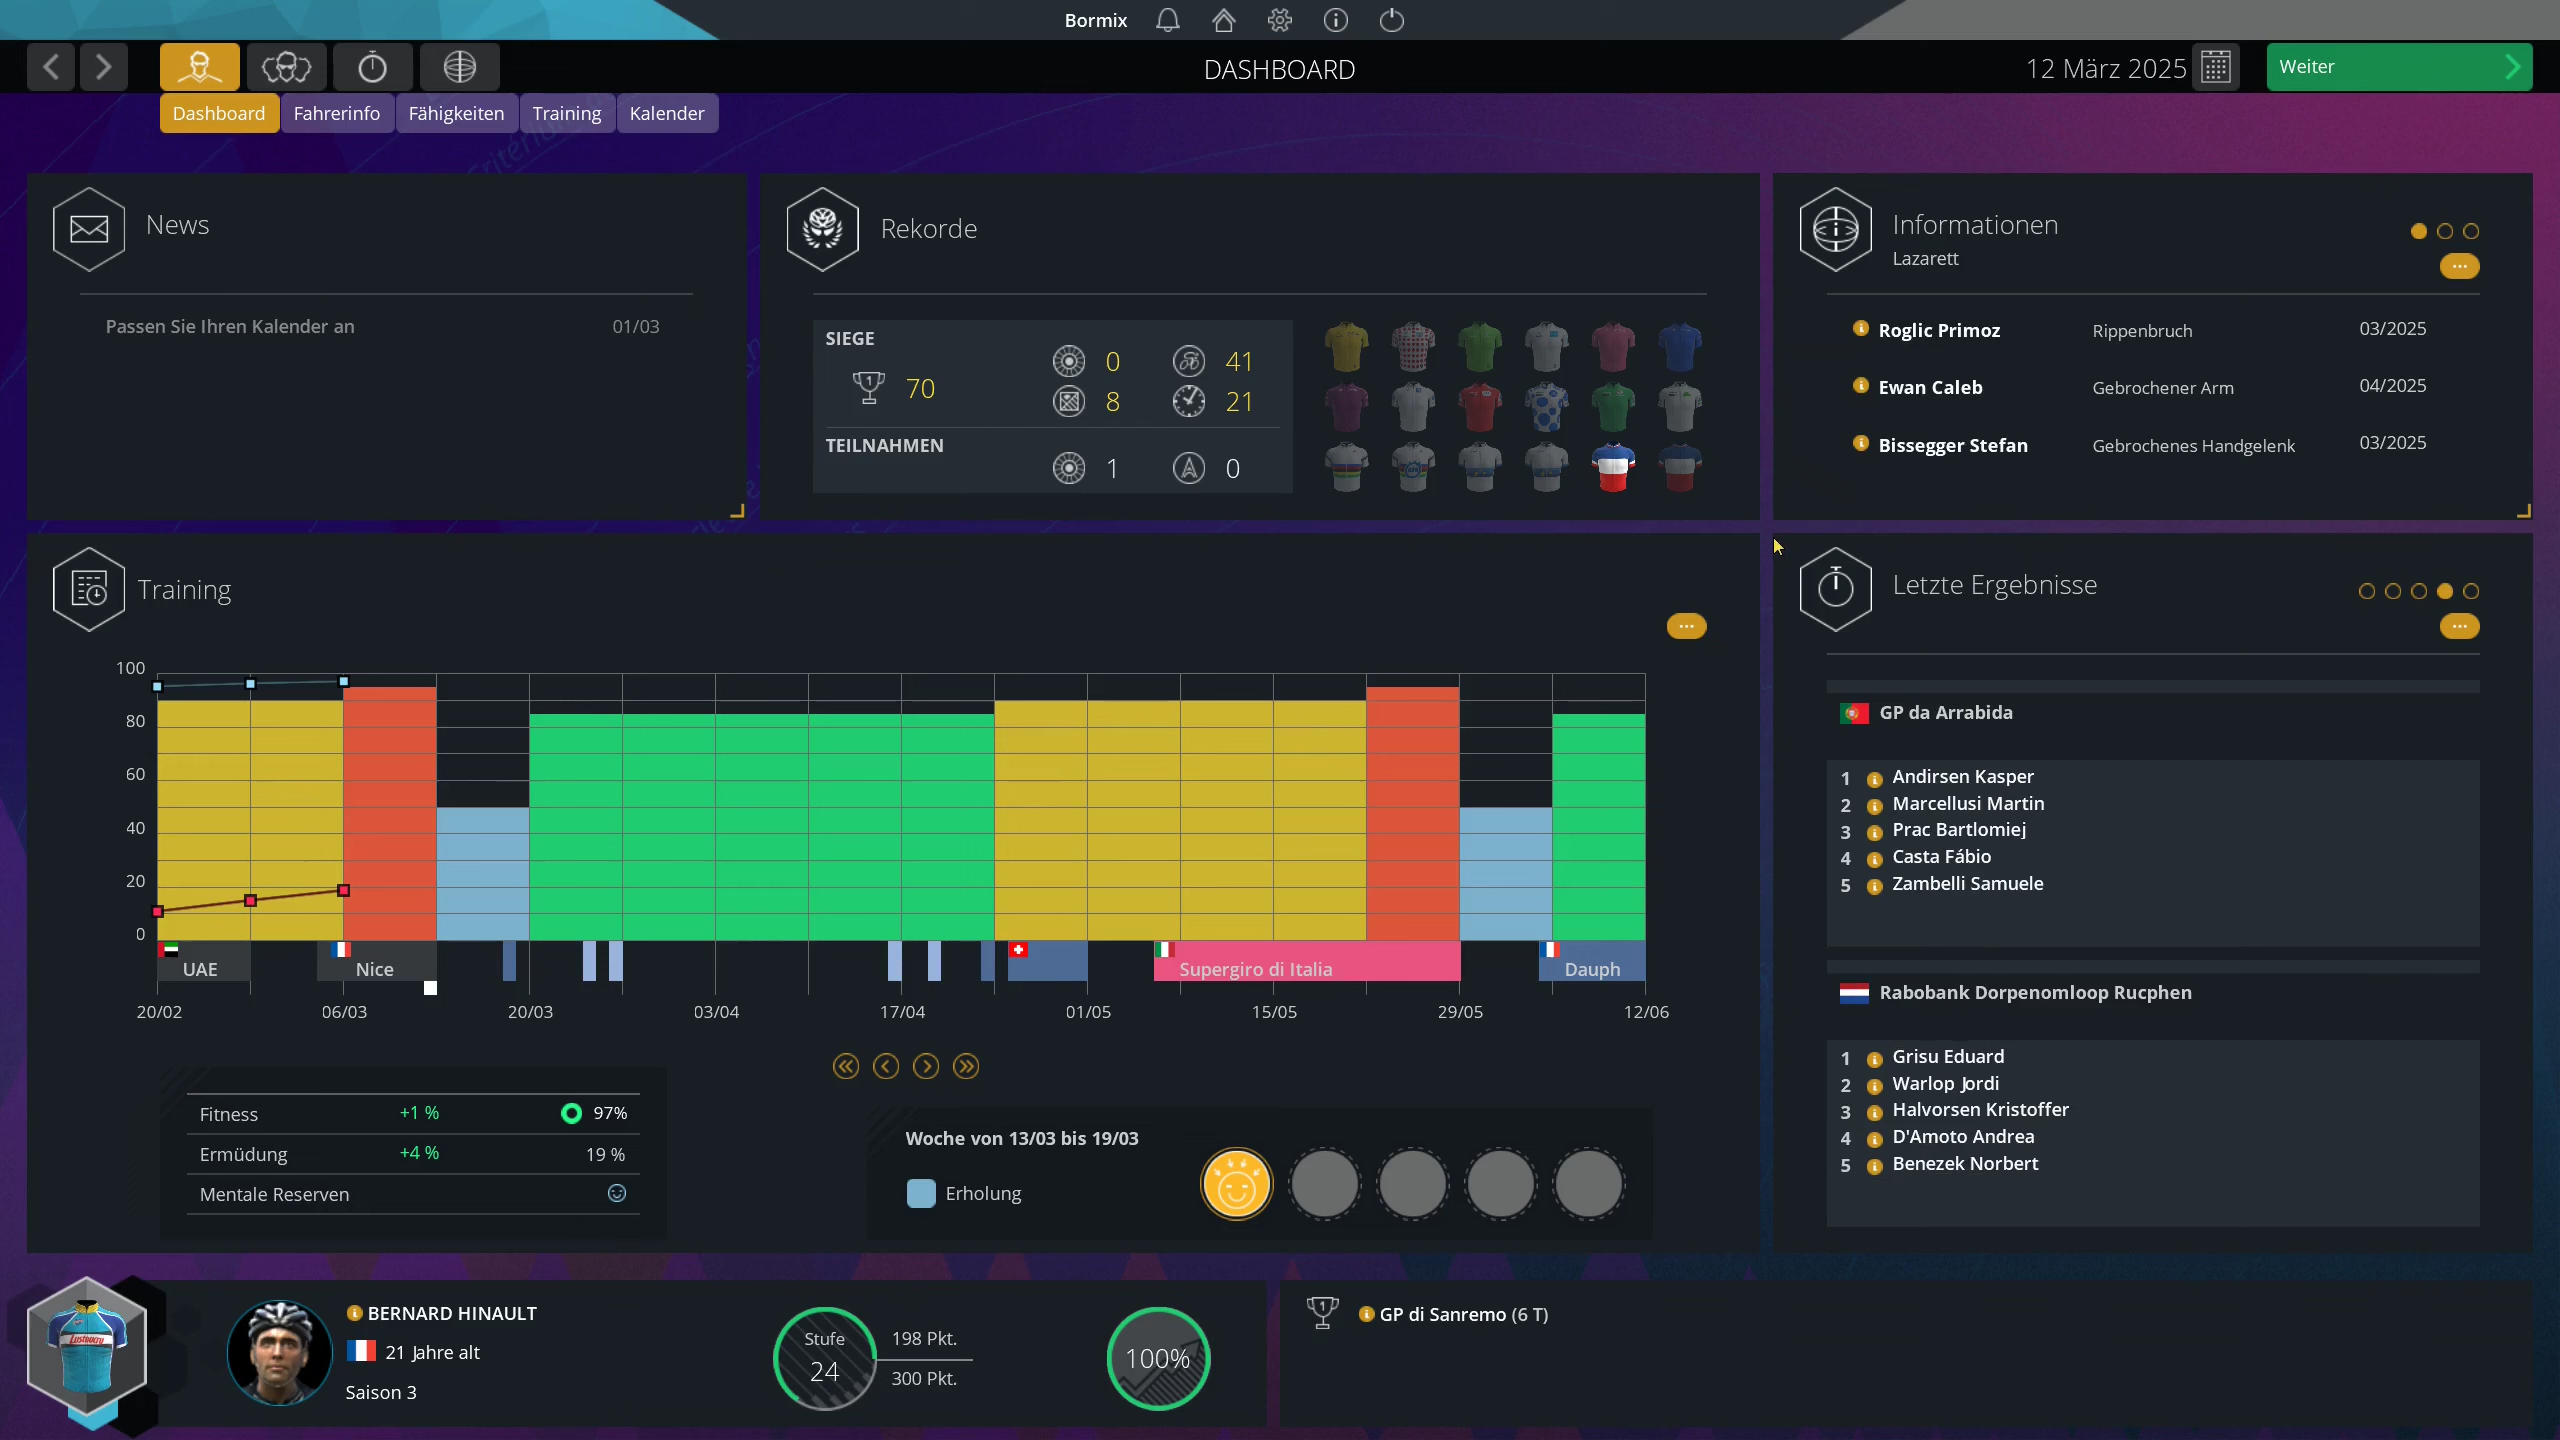 Bormix
DASHBOARD
12 März 2025
Weiter
Dashboard
Fahrerinfo
Fähigkeiten
Training
Kalender
News
Passen Sie Ihren Kalender an 01/03
Rekorde
SIEGE
70
0
41
8
21
TEILNAHMEN
1
0
Informationen
Lazarett
Roglic Primoz Rippenbruch 03/2025
Ewan Caleb Gebrochener Arm 04/2025
Bissegger Stefan Gebrochenes Handgelenk 03/2025
Training
100
80
60
40
20
0
UAE
Nice
Supergiro di Italia
Dauph
20/02 06/03 20/03 03/04 17/04 01/05 15/05 29/05 12/06
Fitness +1 % 97%
Ermüdung +4 % 19 %
Mentale Reserven
Woche von 13/03 bis 19/03
Erholung
Letzte Ergebnisse
GP da Arrabida
1 Andirsen Kasper
2 Marcellusi Martin
3 Prac Bartlomiej
4 Casta Fábio
5 Zambelli Samuele
Rabobank Dorpenomloop Rucphen
1 Grisu Eduard
2 Warlop Jordi
3 Halvorsen Kristoffer
4 D'Amoto Andrea
5 Benezek Norbert
BERNARD HINAULT
21 Jahre alt
Saison 3
Stufe
24
198 Pkt.
300 Pkt.
100%
GP di Sanremo (6 T)